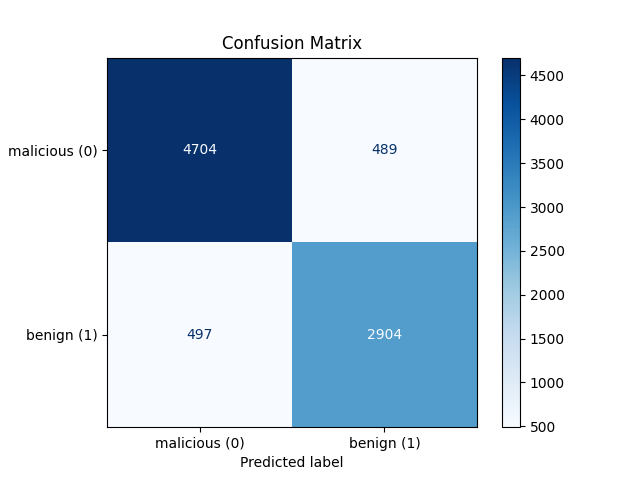 Confusion Matrix
malicious (0)
4704
489
benign (1)
497
2904
malicious (0)
benign (1)
Predicted label
4500
4000
3500
3000
2500
2000
1500
1000
500